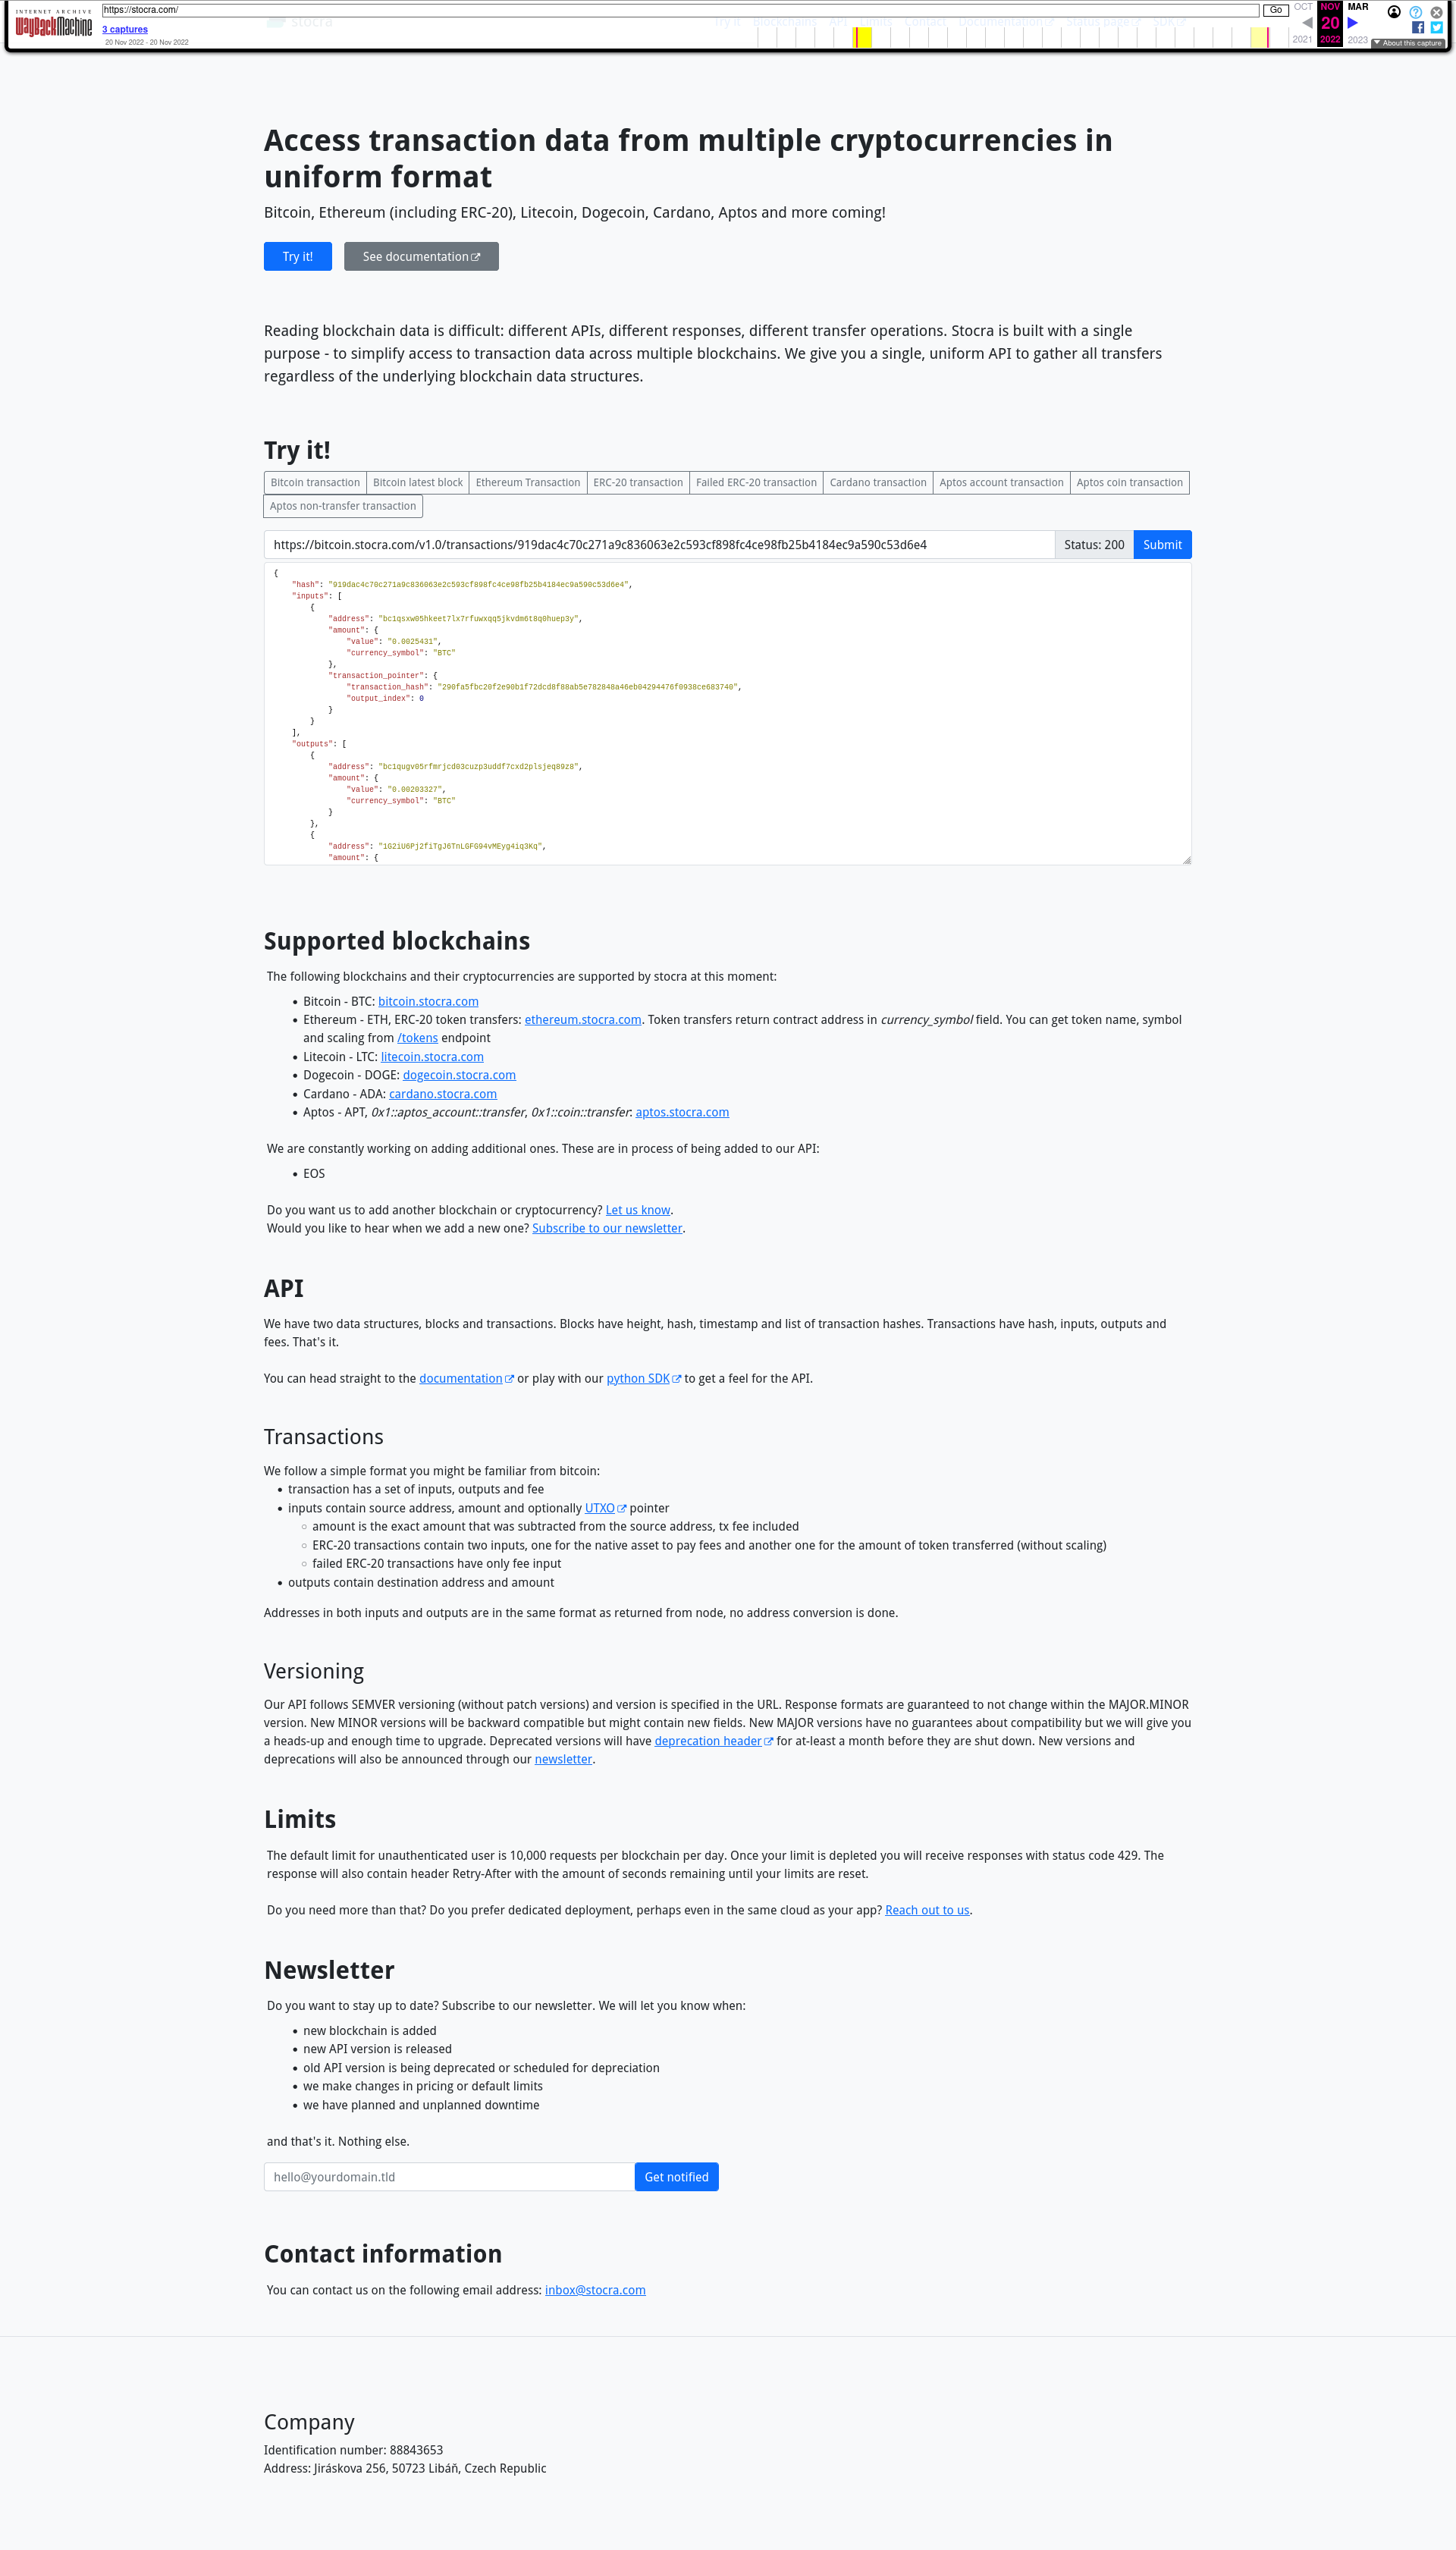 INTERNET ARCHIVE
WayBackMachine
https://stocra.com/
Go
3 captures
20 Nov 2022 - 20 Nov 2022
OCT NOV MAR
20
2021 2022 2023
About this capture
stocra
Try it Blockchains API Limits Contact Documentation Status page SDK
Access transaction data from multiple cryptocurrencies in
uniform format
Bitcoin, Ethereum (including ERC-20), Litecoin, Dogecoin, Cardano, Aptos and more coming!
Try it! See documentation
Reading blockchain data is difficult: different APIs, different responses, different transfer operations. Stocra is built with a single
purpose - to simplify access to transaction data across multiple blockchains. We give you a single, uniform API to gather all transfers
regardless of the underlying blockchain data structures.
Try it!
Bitcoin transaction Bitcoin latest block Ethereum Transaction ERC-20 transaction Failed ERC-20 transaction Cardano transaction Aptos account transaction Aptos coin transaction
Aptos non-transfer transaction
https://bitcoin.stocra.com/v1.0/transactions/919dac4c70c271a9c836063e2c593cf898fc4ce98fb25b4184ec9a590c53d6e4 Status: 200 Submit
{
"hash": "919dac4c70c271a9c836063e2c593cf898fc4ce98fb25b4184ec9a590c53d6e4",
"inputs": [
{
"address": "bc1qsxw05hkeet7lx7rfuwxqq5jkvdm6t8q0huep3y",
"amount": {
"value": "0.0025431",
"currency_symbol": "BTC"
},
"transaction_pointer": {
"transaction_hash": "290fa5fbc20f2e90b1f72dcd8f88ab5e782848a46eb04294476f0938ce683740",
"output_index": 0
}
}
],
"outputs": [
{
"address": "bc1qugv05rfmrjcd03cuzp3uddf7cxd2plsjeq89z8",
"amount": {
"value": "0.00203327",
"currency_symbol": "BTC"
}
},
{
"address": "1G2iU6Pj2fiTgJ6TnLGFG94vMEyg4iq3Kq",
"amount": {
Supported blockchains
The following blockchains and their cryptocurrencies are supported by stocra at this moment:
• Bitcoin - BTC: bitcoin.stocra.com
• Ethereum - ETH, ERC-20 token transfers: ethereum.stocra.com. Token transfers return contract address in currency_symbol field. You can get token name, symbol
and scaling from /tokens endpoint
• Litecoin - LTC: litecoin.stocra.com
• Dogecoin - DOGE: dogecoin.stocra.com
• Cardano - ADA: cardano.stocra.com
• Aptos - APT, 0x1::aptos_account::transfer, 0x1::coin::transfer: aptos.stocra.com
We are constantly working on adding additional ones. These are in process of being added to our API:
• EOS
Do you want us to add another blockchain or cryptocurrency? Let us know.
Would you like to hear when we add a new one? Subscribe to our newsletter.
API
We have two data structures, blocks and transactions. Blocks have height, hash, timestamp and list of transaction hashes. Transactions have hash, inputs, outputs and
fees. That's it.
You can head straight to the documentation or play with our python SDK to get a feel for the API.
Transactions
We follow a simple format you might be familiar from bitcoin:
• transaction has a set of inputs, outputs and fee
• inputs contain source address, amount and optionally UTXO pointer
○ amount is the exact amount that was subtracted from the source address, tx fee included
○ ERC-20 transactions contain two inputs, one for the native asset to pay fees and another one for the amount of token transferred (without scaling)
○ failed ERC-20 transactions have only fee input
• outputs contain destination address and amount
Addresses in both inputs and outputs are in the same format as returned from node, no address conversion is done.
Versioning
Our API follows SEMVER versioning (without patch versions) and version is specified in the URL. Response formats are guaranteed to not change within the MAJOR.MINOR
version. New MINOR versions will be backward compatible but might contain new fields. New MAJOR versions have no guarantees about compatibility but we will give you
a heads-up and enough time to upgrade. Deprecated versions will have deprecation header for at-least a month before they are shut down. New versions and
deprecations will also be announced through our newsletter.
Limits
The default limit for unauthenticated user is 10,000 requests per blockchain per day. Once your limit is depleted you will receive responses with status code 429. The
response will also contain header Retry-After with the amount of seconds remaining until your limits are reset.
Do you need more than that? Do you prefer dedicated deployment, perhaps even in the same cloud as your app? Reach out to us.
Newsletter
Do you want to stay up to date? Subscribe to our newsletter. We will let you know when:
• new blockchain is added
• new API version is released
• old API version is being deprecated or scheduled for depreciation
• we make changes in pricing or default limits
• we have planned and unplanned downtime
and that's it. Nothing else.
hello@yourdomain.tld Get notified
Contact information
You can contact us on the following email address: inbox@stocra.com
Company
Identification number: 88843653
Address: Jiráskova 256, 50723 Libáň, Czech Republic